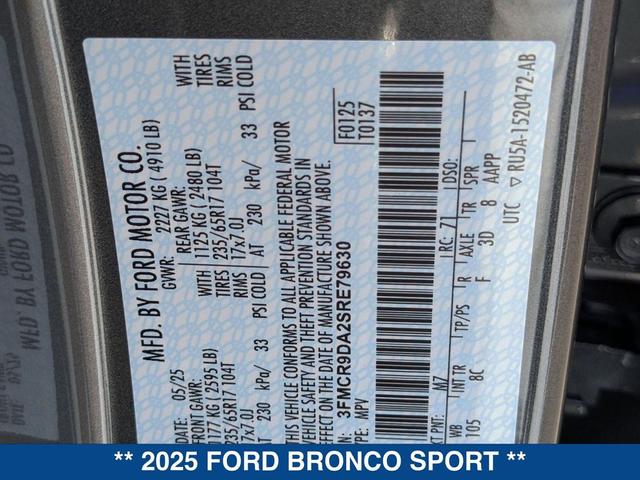 MFD. BY FORD MOTOR CO.
DATE: 05/25 GVWR: 2227 KG ( 4910 LB)
FRONT GAWR: REAR GAWR: WITH
1177 KG ( 2595 LB) 1125 KG ( 2480 LB) TIRES
235/65R17 104T 235/65R17 104T RIMS
17x7.0J 17x7.0J
AT 230 kPa/ 33 PSI COLD AT 230 kPa/ 33 PSI COLD
THIS VEHICLE CONFORMS TO ALL APPLICABLE FEDERAL MOTOR
VEHICLE SAFETY AND THEFT PREVENTION STANDARDS IN
EFFECT ON THE DATE OF MANUFACTURE SHOWN ABOVE.
VIN: 3FMCR9DA2SRE79630
TYPE: MPV
F0125
T0137
EXT PNT: M7 RC: 71 DSO:
WB INT TR TP/PS R AXLE TR SPR
105 8C F 3D 8 AAPP
UTC ▽RU5A-1520472-AB
** 2025 FORD BRONCO SPORT **